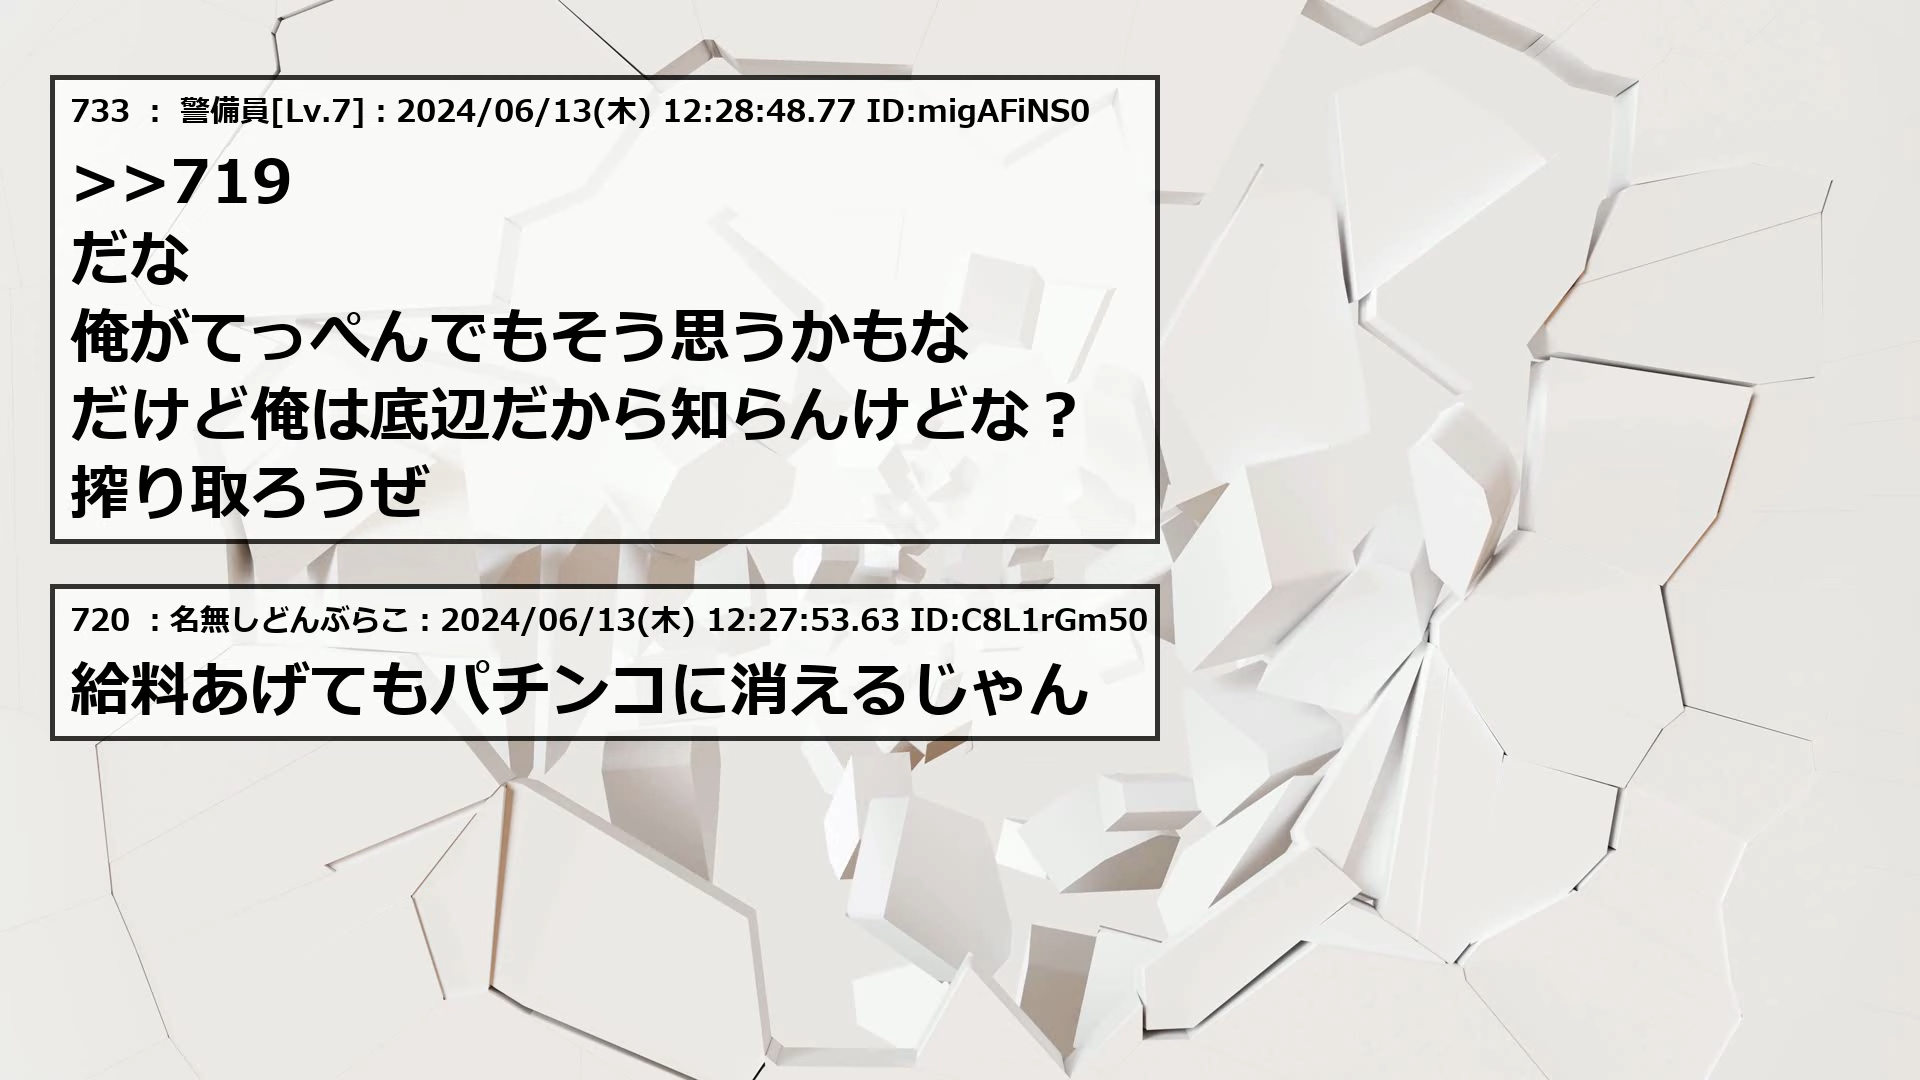 733 ： 警備員[Lv.7]：2024/06/13(木) 12:28:48.77 ID:migAFiNS0
>>719
だな
俺がてっぺんでもそう思うかもな
だけど俺は底辺だから知らんけどな？
搾り取ろうぜ
720 ：名無しどんぶらこ：2024/06/13(木) 12:27:53.63 ID:C8L1rGm50
給料あげてもパチンコに消えるじゃん